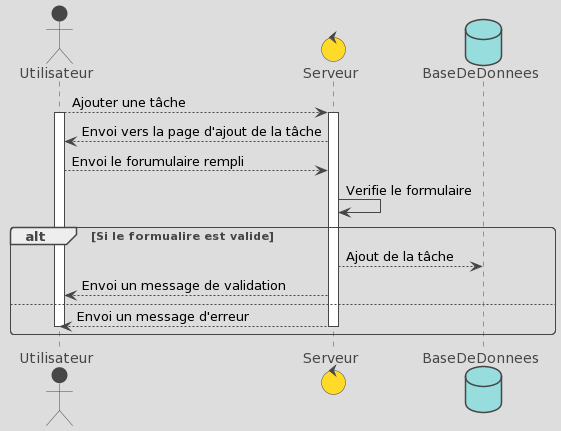 Utilisateur Serveur BaseDeDonnees
Ajouter une tâche
Envoi vers la page d'ajout de la tâche
Envoi le forumulaire rempli
Verifie le formulaire
alt [Si le formualire est valide]
Ajout de la tâche
Envoi un message de validation
Envoi un message d'erreur
Utilisateur Serveur BaseDeDonnees